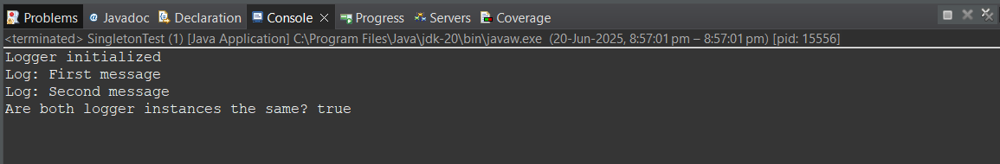 Problems @ Javadoc Declaration Console Progress Servers Coverage
<terminated> SingletonTest (1) [Java Application] C:\Program Files\Java\jdk-20\bin\javaw.exe (20-Jun-2025, 8:57:01 pm – 8:57:01 pm) [pid: 15556]
Logger initialized
Log: First message
Log: Second message
Are both logger instances the same? true